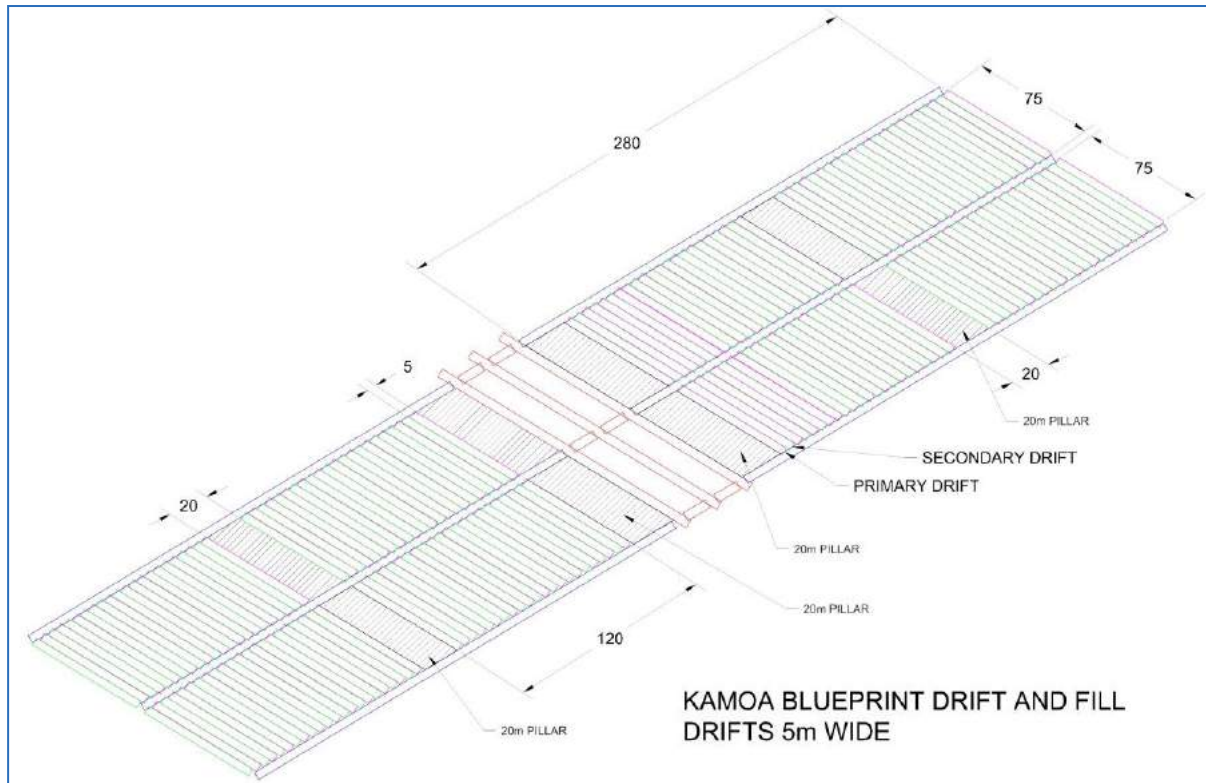 280
75
75
5
20
20
20m PILLAR
SECONDARY DRIFT
PRIMARY DRIFT
20m PILLAR
20m PILLAR
120
20m PILLAR
KAMOA BLUEPRINT DRIFT AND FILL
DRIFTS 5m WIDE